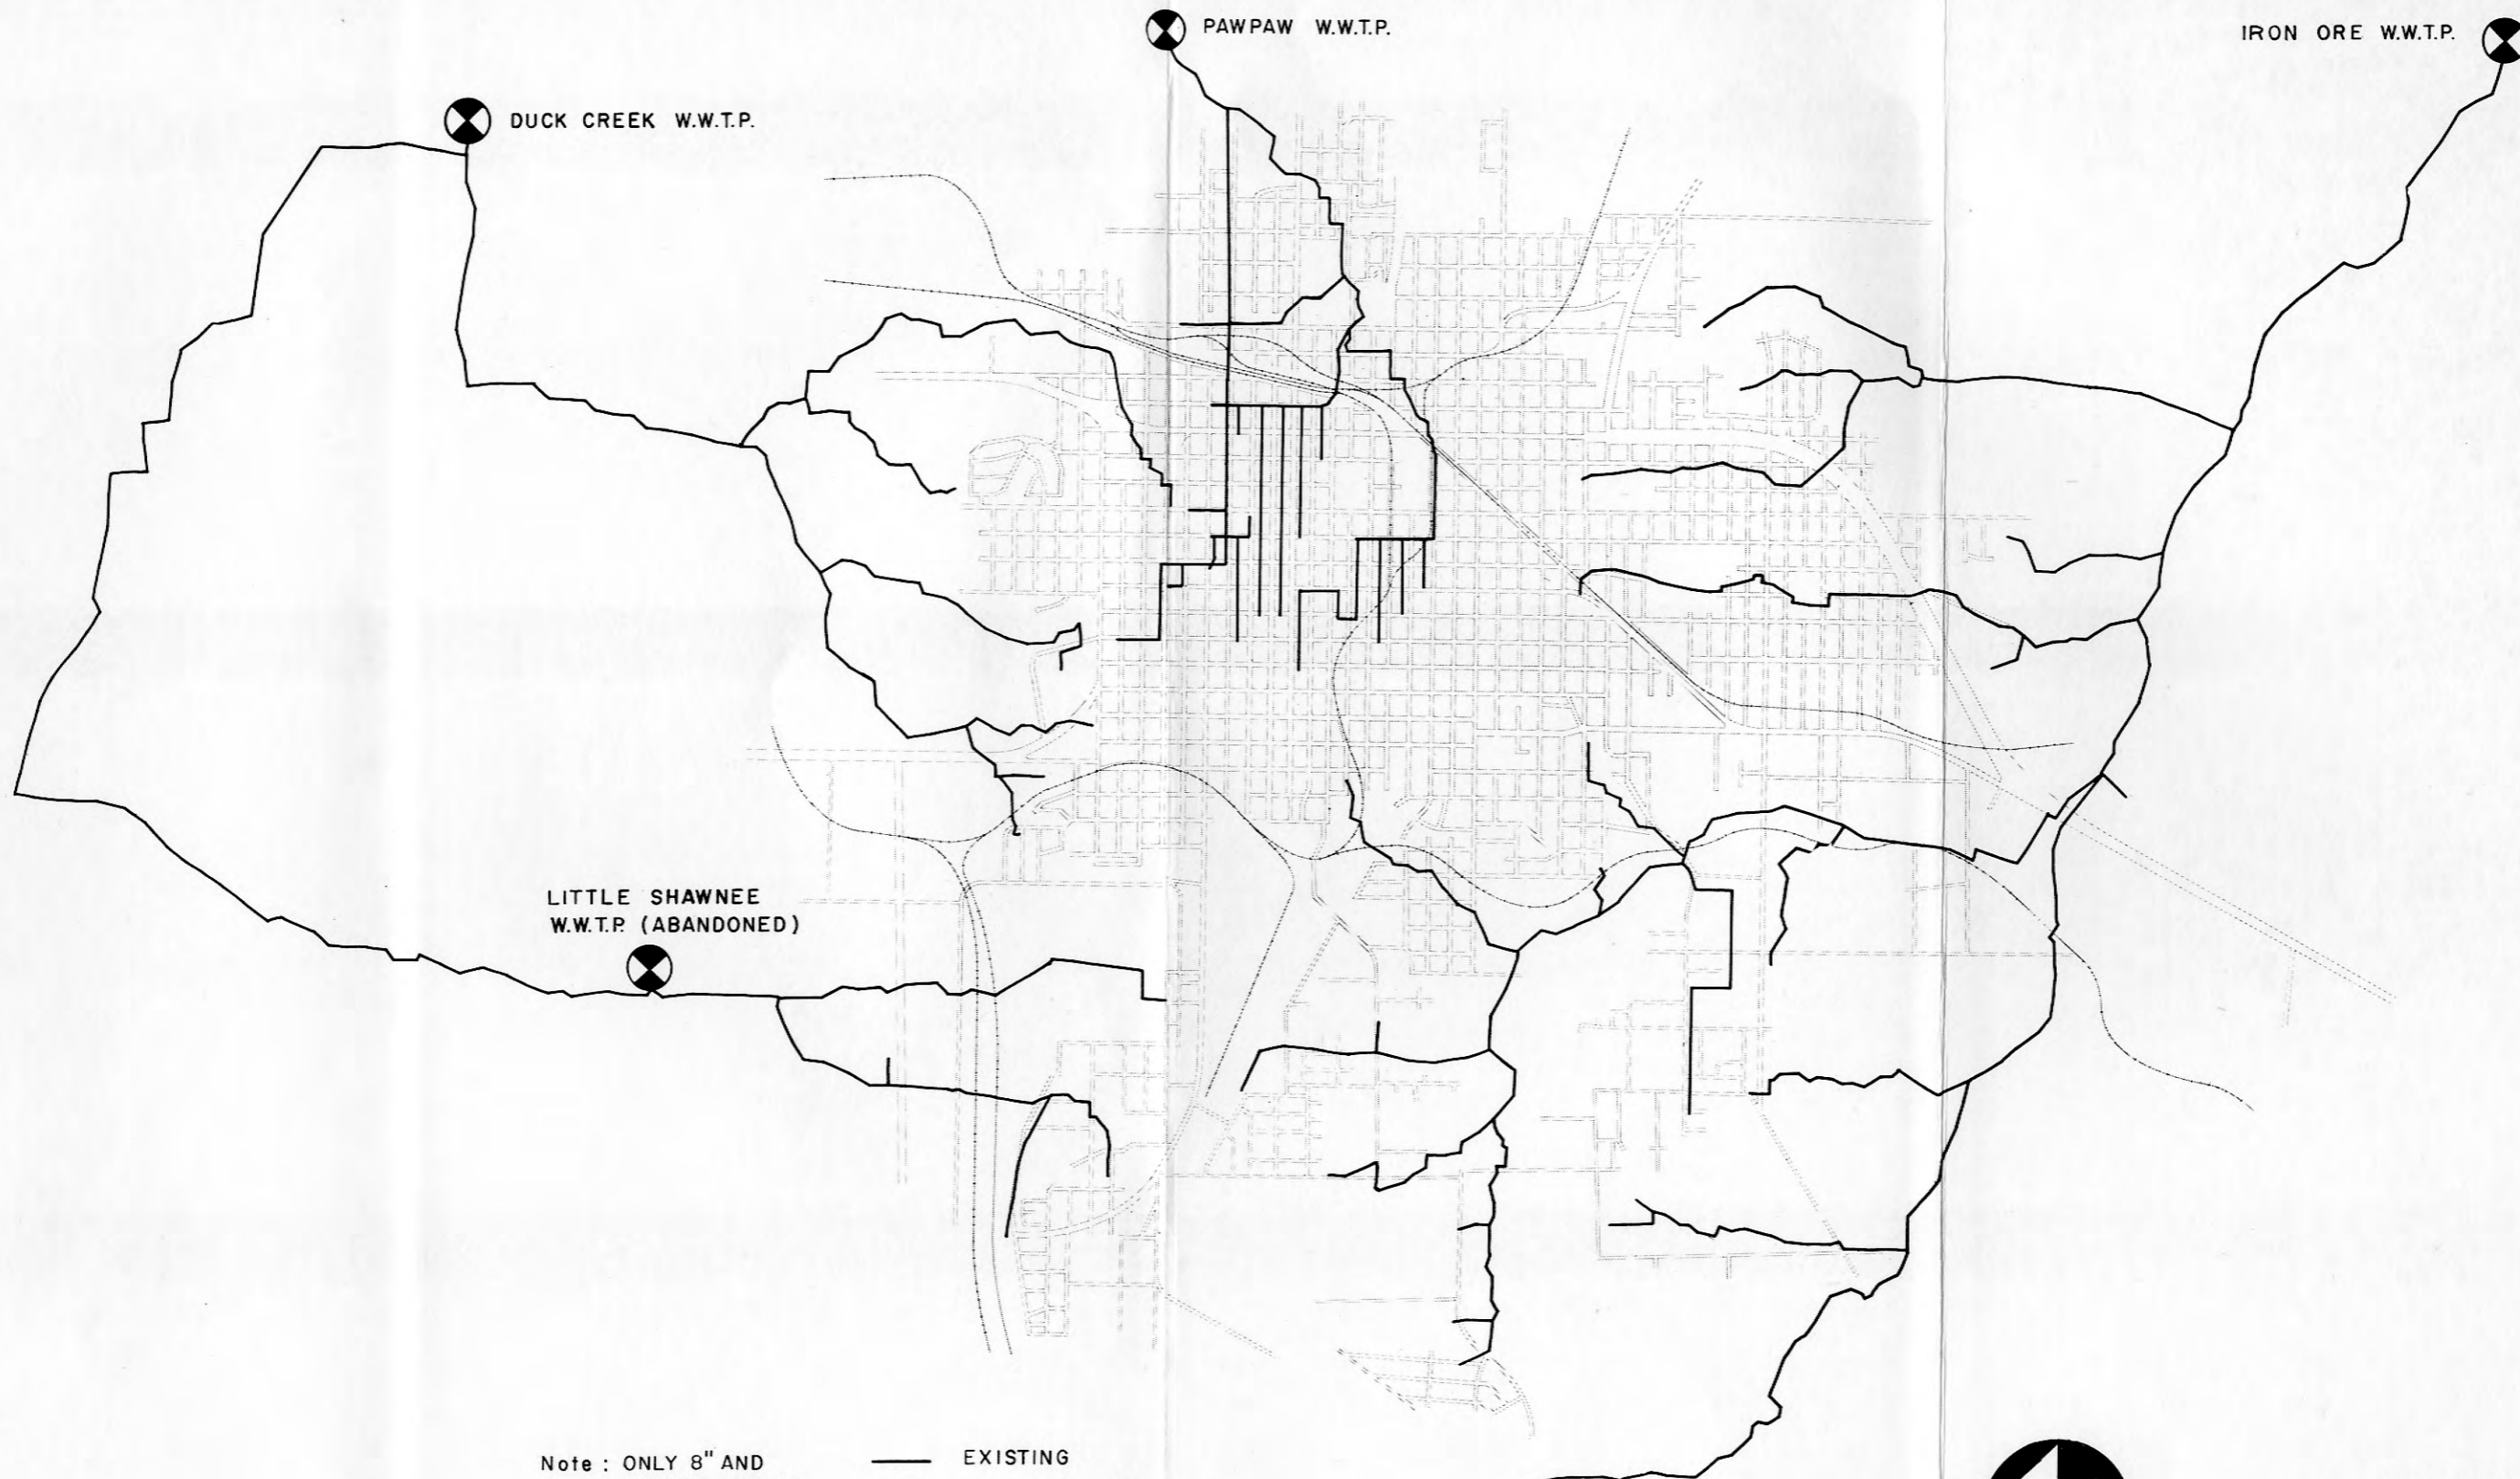 PAWPAW W.W.T.P.
IRON ORE W.W.T.P.
DUCK CREEK W.W.T.P.
LITTLE SHAWNEE
W.W.T.P. (ABANDONED)
Note : ONLY 8" AND
EXISTING